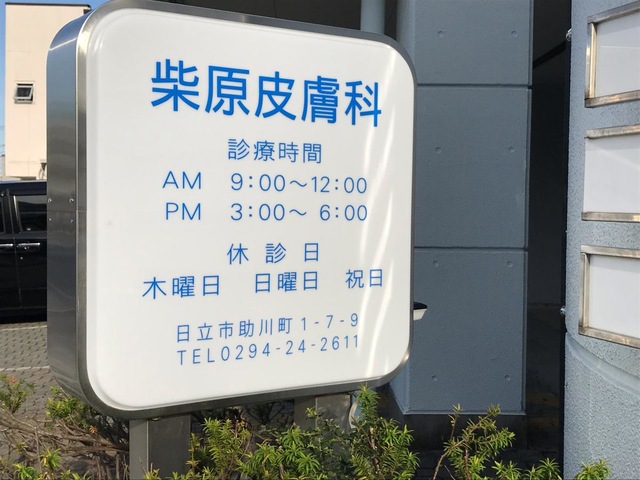 柴原皮膚科
診療時間
AM 9:00～12:00
PM 3:00～ 6:00
休診日
木曜日 日曜日 祝日
日立市助川町1-7-9
TEL0294-24-2611